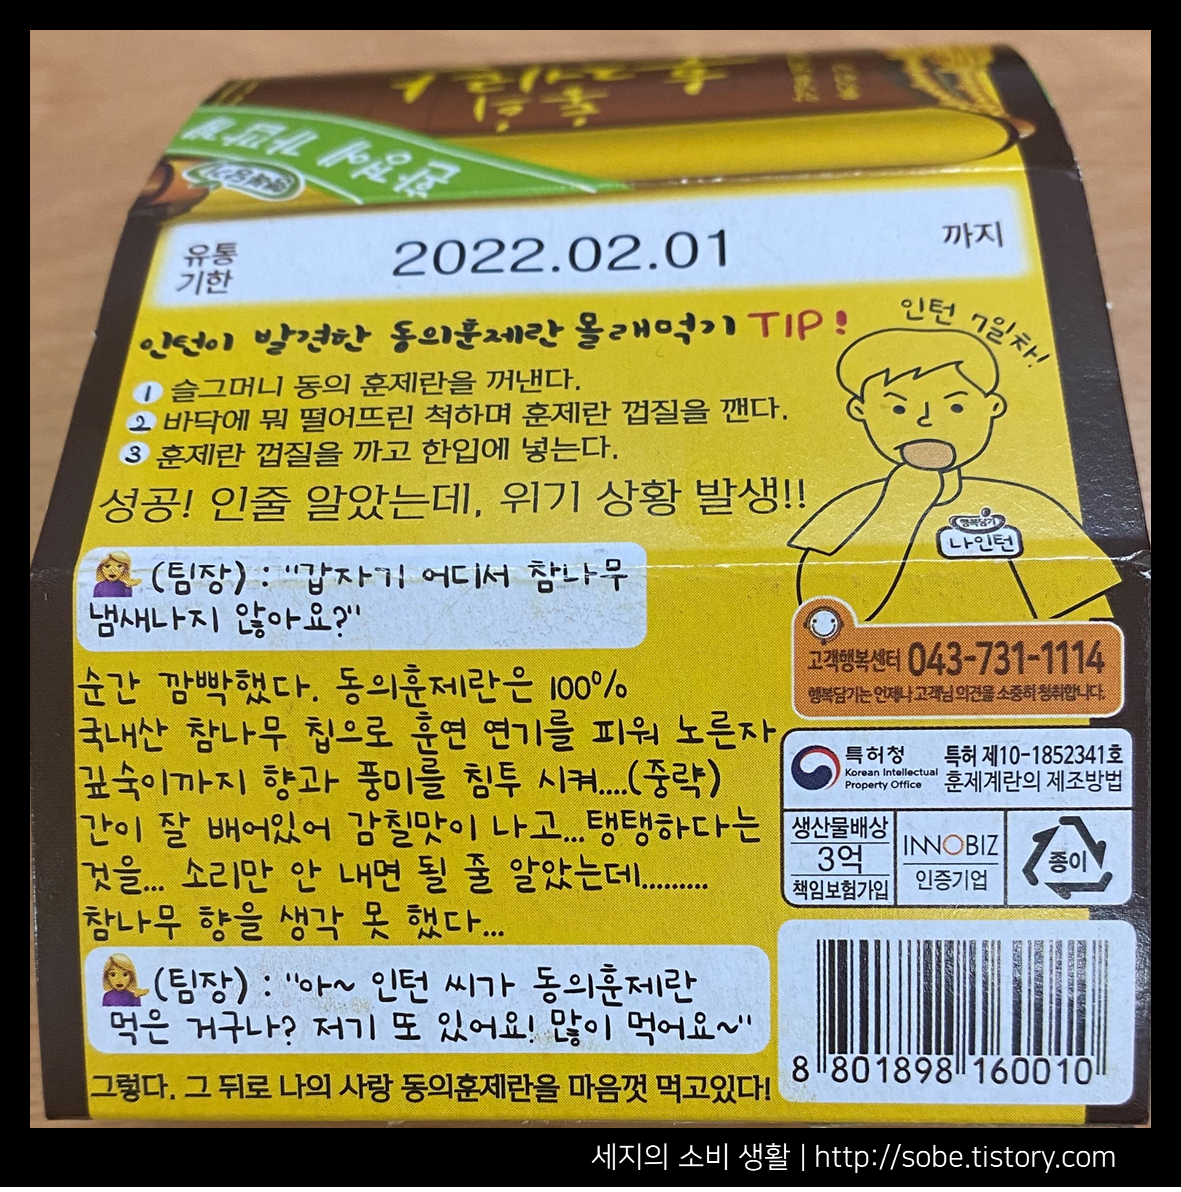 유통
기한
2022.02.01
까지
인턴이 발견한 동의훈제란 몰래먹기 TIP!
인턴 7일차!
1 슬그머니 동의 훈제란을 꺼낸다.
2 바닥에 뭐 떨어뜨린 척하며 훈제란 껍질을 깬다.
3 훈제란 껍질을 까고 한입에 넣는다.
성공! 인줄 알았는데, 위기 상황 발생!!
행복담기
나인턴
(팀장) : "갑자기 어디서 참나무
냄새나지 않아요?"
순간 깜빡했다. 동의훈제란은 100%
국내산 참나무 칩으로 훈연 연기를 피워 노른자
깊숙이까지 향과 풍미를 침투 시켜....(중략)
간이 잘 배어있어 감칠맛이 나고...탱탱하다는
것을... 소리만 안 내면 될 줄 알았는데.........
참나무 향을 생각 못 했다...
(팀장) : "아~ 인턴 씨가 동의훈제란
먹은 거구나? 저기 또 있어요! 많이 먹어요~"
그렇다. 그 뒤로 나의 사랑 동의훈제란을 마음껏 먹고있다!
고객행복센터 043-731-1114
행복담기는 언제나 고객님 의견을 소중히 청취합니다.
특허청
Korean Intellectual
Property Office
특허 제10-1852341호
훈제계란의 제조방법
생산물배상
3억
책임보험가입
INNOBIZ
인증기업
종이
8 801898 160010
세지의 소비 생활 | http://sobe.tistory.com